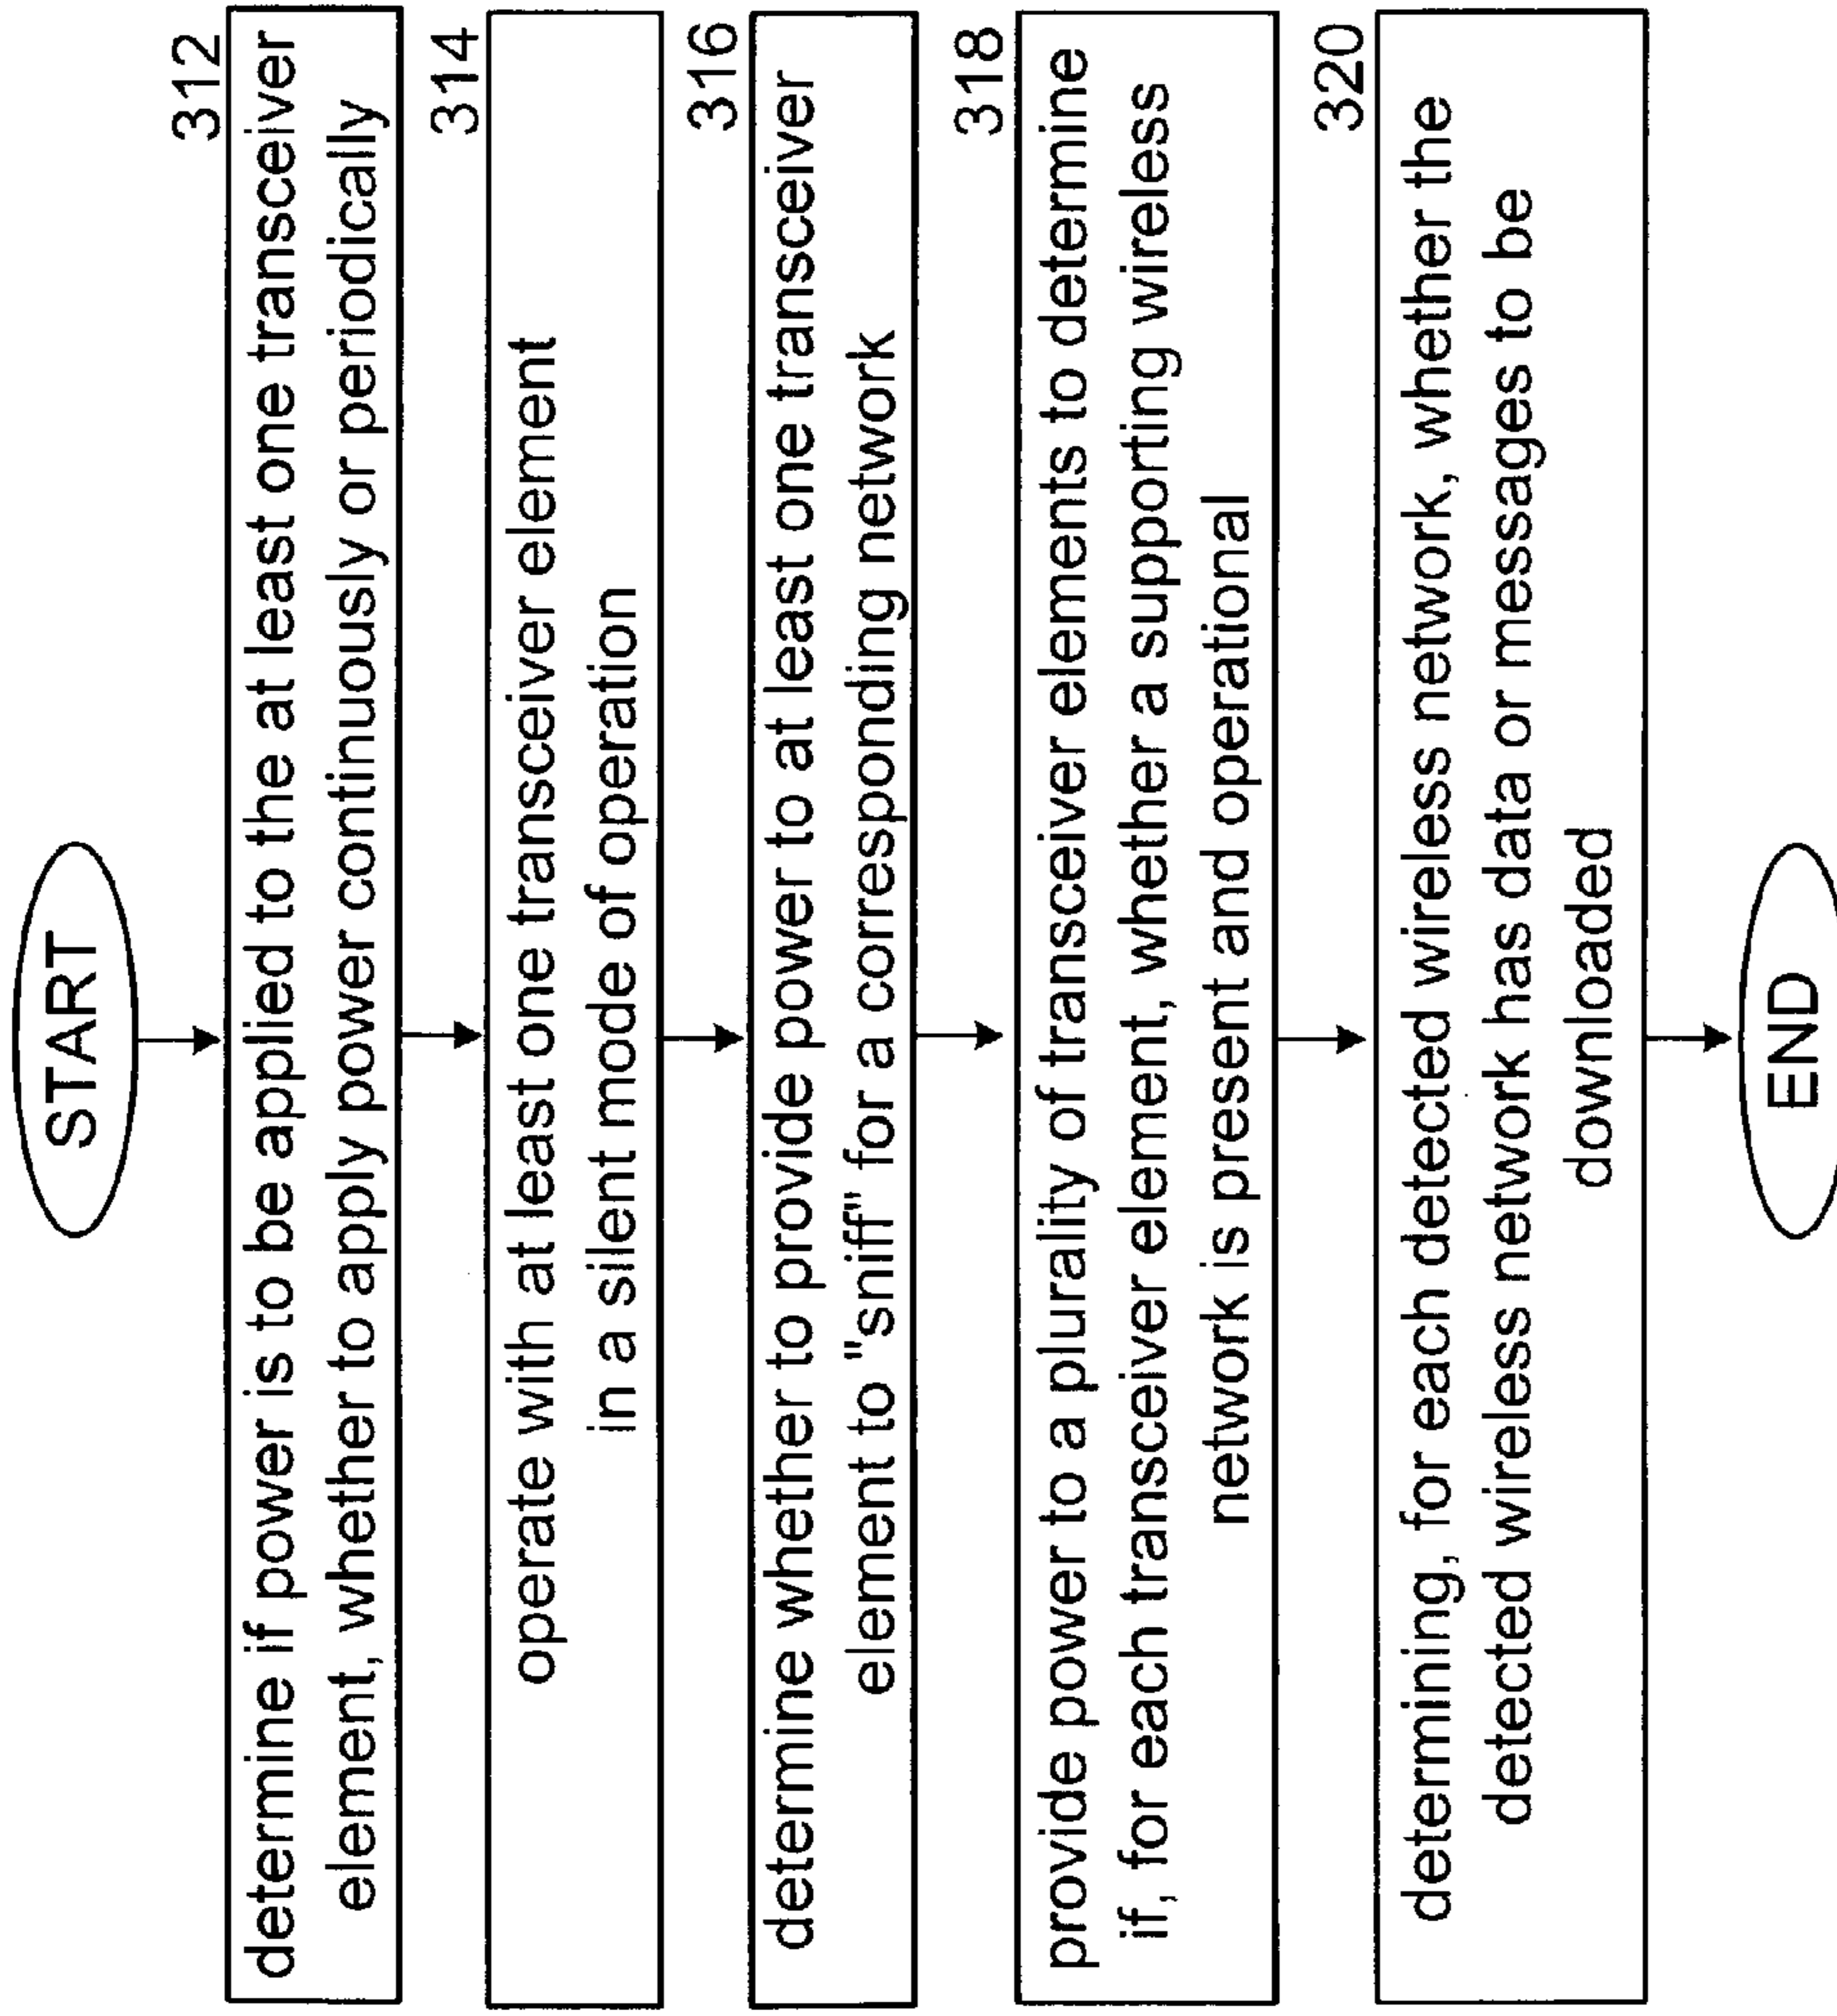 START
312
determine if power is to be applied to the at least one transceiver
element, whether to apply power continuously or periodically
314
operate with at least one transceiver element
in a silent mode of operation
316
determine whether to provide power to at least one transceiver
element to "sniff" for a corresponding network
318
provide power to a plurality of transceiver elements to determine
if, for each transceiver element, whether a supporting wireless
network is present and operational
320
determining, for each detected wireless network, whether the
detected wireless network has data or messages to be
downloaded
END